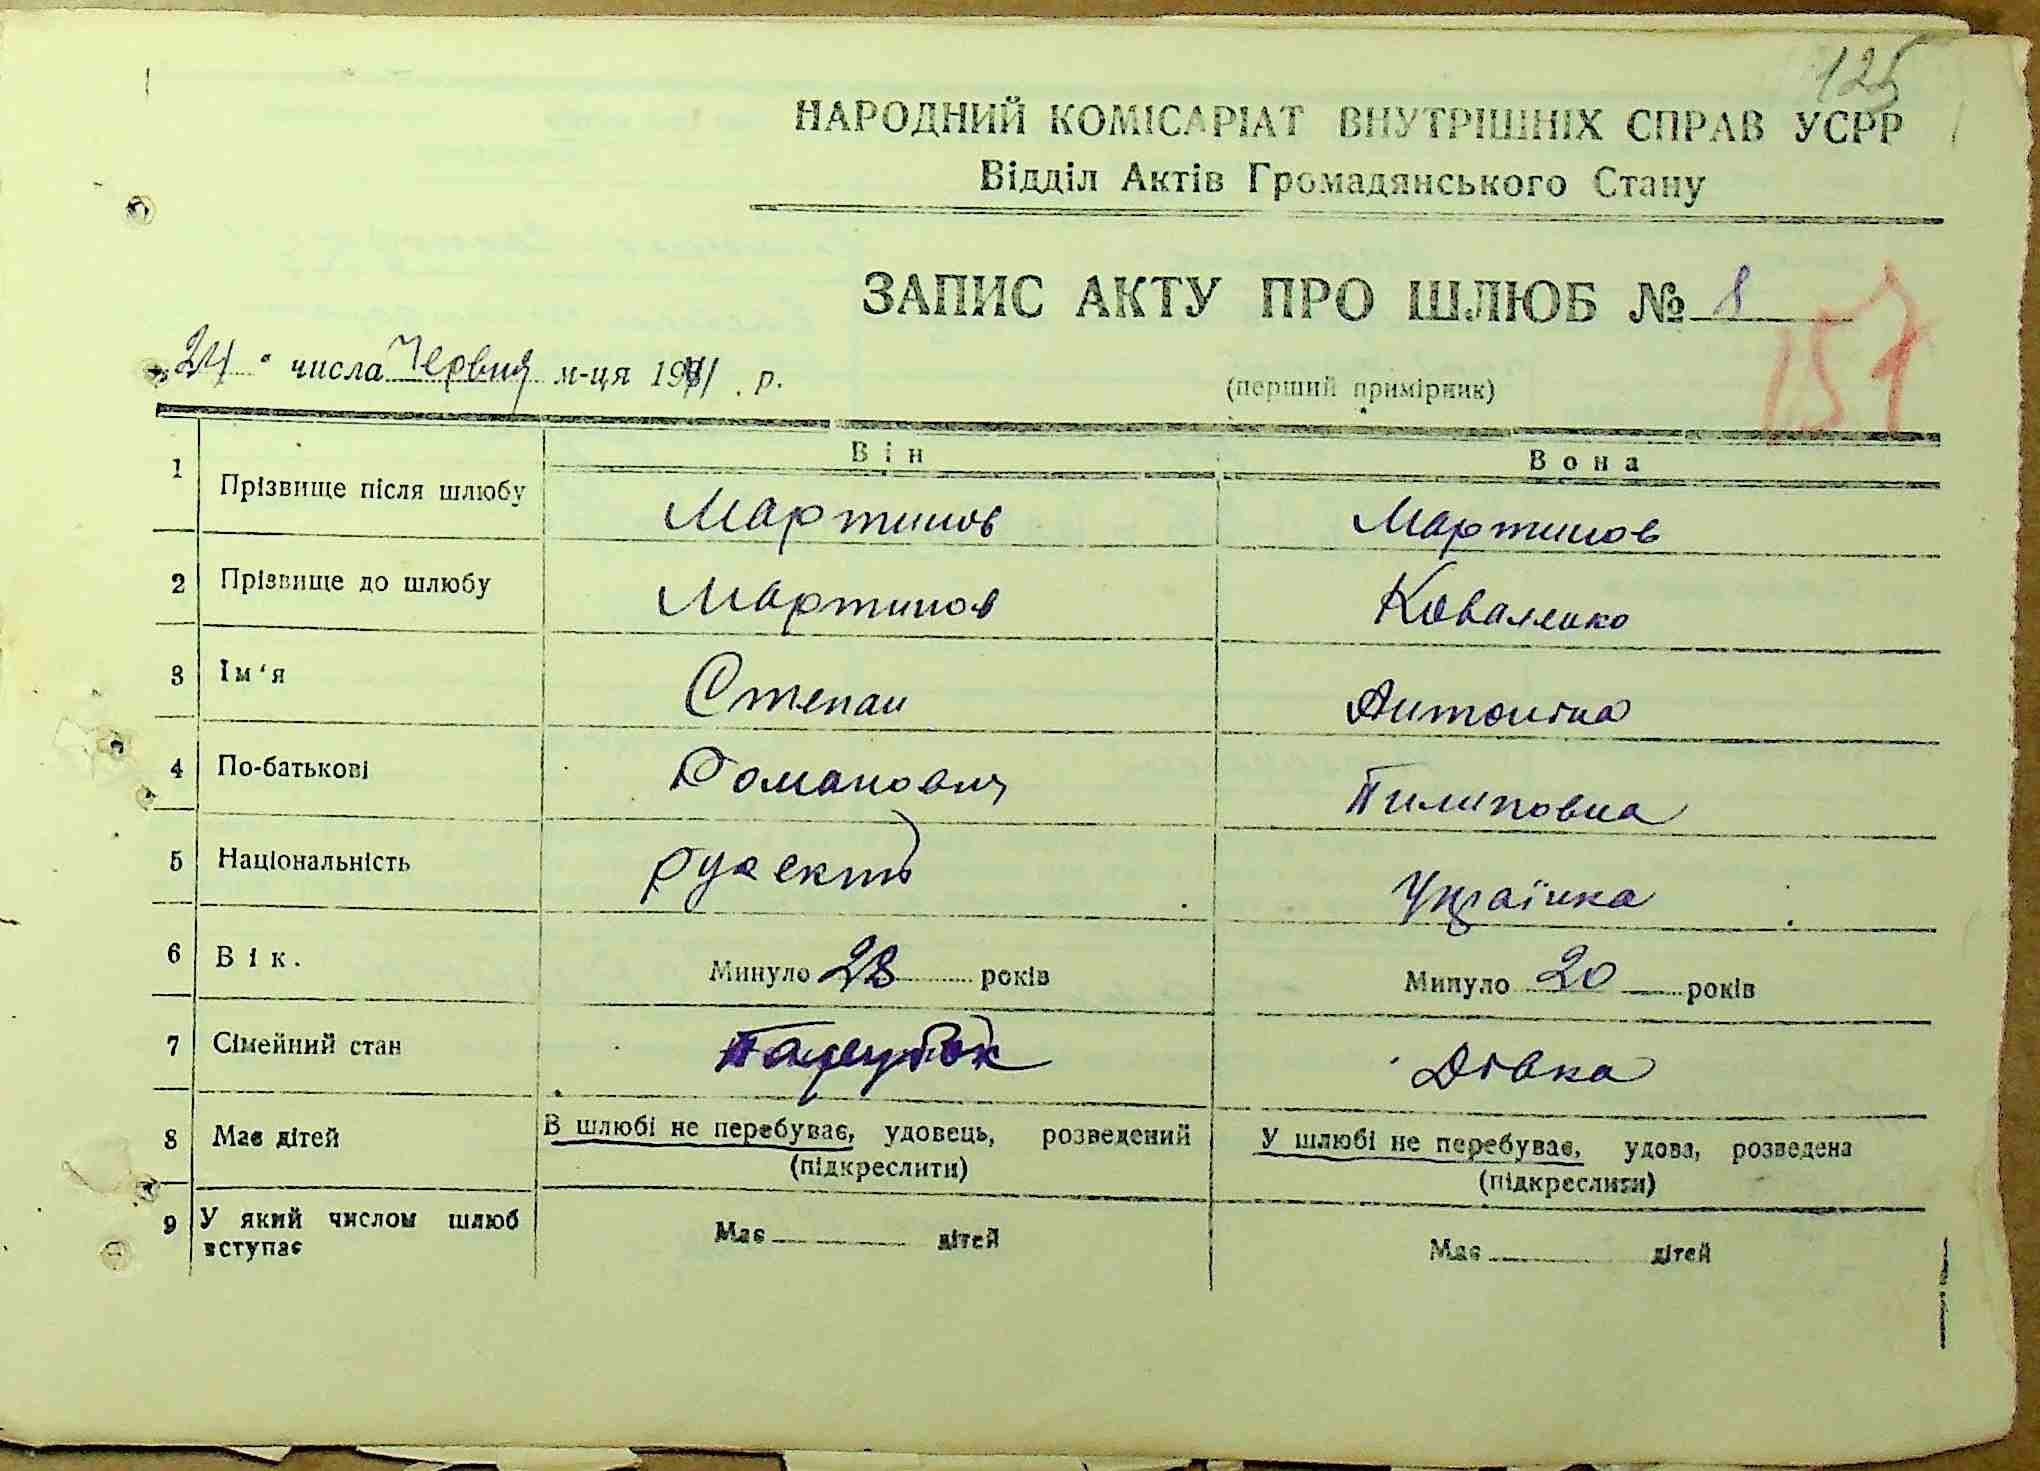 125
НАРОДНИЙ КОМІСАРІАТ ВНУТРІШНІХ СПРАВ УСРР
Відділ Актів Громадянського Стану
ЗАПИС АКТУ ПРО ШЛЮБ № 8
157
24 " числа Червня м-ця 1941 . р.
(перший примірник)
Він Вона
1 Прізвище після шлюбу Мартинов Мартинов
2 Прізвище до шлюбу Мартинов Коваленко
3 Ім'я Степан Антоніна
4 По-батькові Романович Пилиповна
5 Національність Українка
6 Вік. Минуло 28 років Минуло 20 років
7 Сімейний стан Парубок Дівка
8 Має дітей В шлюбі не перебуває, удовець, розведений У шлюбі не перебуває, удова, розведена
(підкреслити) (підкреслити)
9 У який числом шлюб вступає Має дітей Має дітей